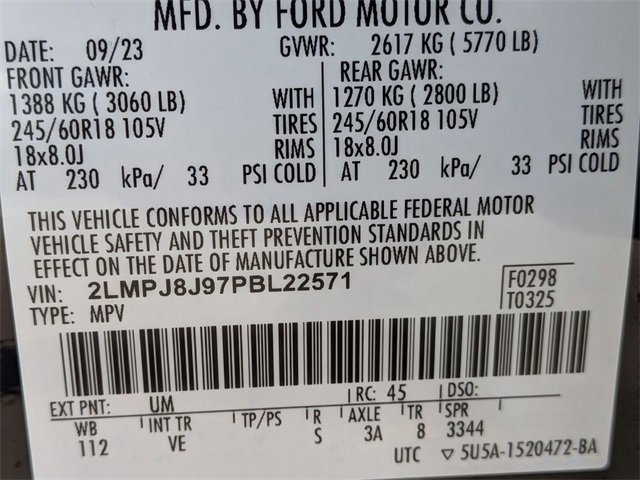 MFD. BY FORD MOTOR CO.
DATE: 09/23 GVWR: 2617 KG ( 5770 LB)
FRONT GAWR: REAR GAWR:
1388 KG ( 3060 LB) WITH 1270 KG ( 2800 LB) WITH
245/60R18 105V TIRES 245/60R18 105V TIRES
18x8.0J RIMS 18x8.0J RIMS
AT 230 kPa/ 33 PSI COLD AT 230 kPa/ 33 PSI COLD
THIS VEHICLE CONFORMS TO ALL APPLICABLE FEDERAL MOTOR
VEHICLE SAFETY AND THEFT PREVENTION STANDARDS IN
EFFECT ON THE DATE OF MANUFACTURE SHOWN ABOVE.
VIN: 2LMPJ8J97PBL22571 F0298
TYPE: MPV T0325
EXT PNT: UM RC: 45 DSO:
WB INT TR TP/PS R AXLE TR SPR
112 VE S 3A 8 3344
UTC ▽ 5U5A-1520472-BA